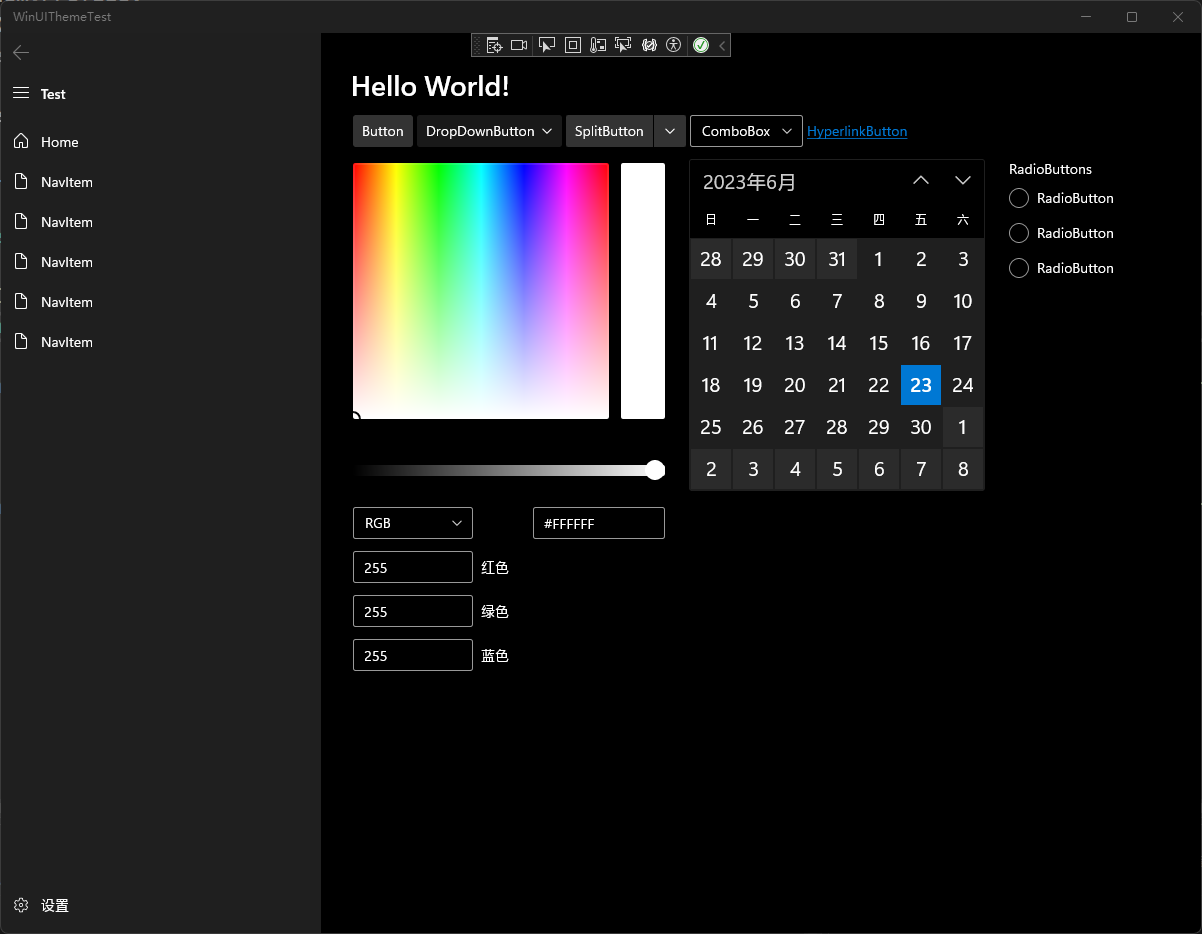 WinUIThemeTest
Test
Home
NavItem
NavItem
NavItem
NavItem
NavItem
设置
Hello World!
Button DropDownButton SplitButton ComboBox HyperlinkButton
RGB #FFFFFF
255 红色
255 绿色
255 蓝色
2023年6月
日 一 二 三 四 五 六
28 29 30 31 1 2 3
4 5 6 7 8 9 10
11 12 13 14 15 16 17
18 19 20 21 22 23 24
25 26 27 28 29 30 1
2 3 4 5 6 7 8
RadioButtons
RadioButton
RadioButton
RadioButton